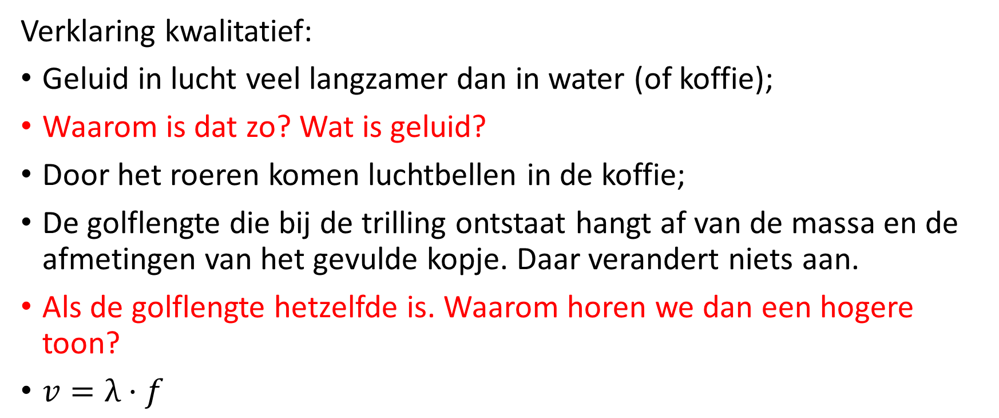 Verklaring kwalitatief:
• Geluid in lucht veel langzamer dan in water (of koffie);
• Waarom is dat zo? Wat is geluid?
• Door het roeren komen luchtbellen in de koffie;
• De golflengte die bij de trilling ontstaat hangt af van de massa en de
afmetingen van het gevulde kopje. Daar verandert niets aan.
• Als de golflengte hetzelfde is. Waarom horen we dan een hogere
toon?
• v = λ · f